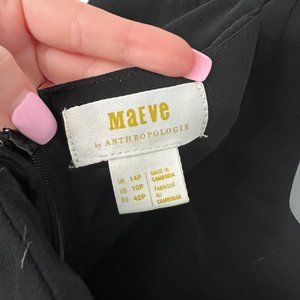 MAEVE
by ANTHROPOLOGIE
UK 14P
US 10P
EU 42P
MADE IN
CAMBODIA
FABRIQUÉ
AU
CAMBODGE